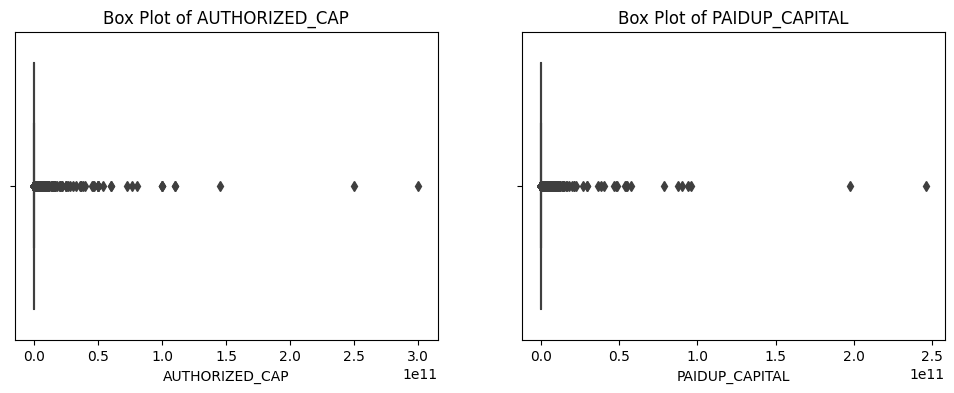 Box Plot of AUTHORIZED_CAP
0.0 0.5 1.0 1.5 2.0 2.5 3.0
1e11
AUTHORIZED_CAP
Box Plot of PAIDUP_CAPITAL
0.0 0.5 1.0 1.5 2.0 2.5
1e11
PAIDUP_CAPITAL